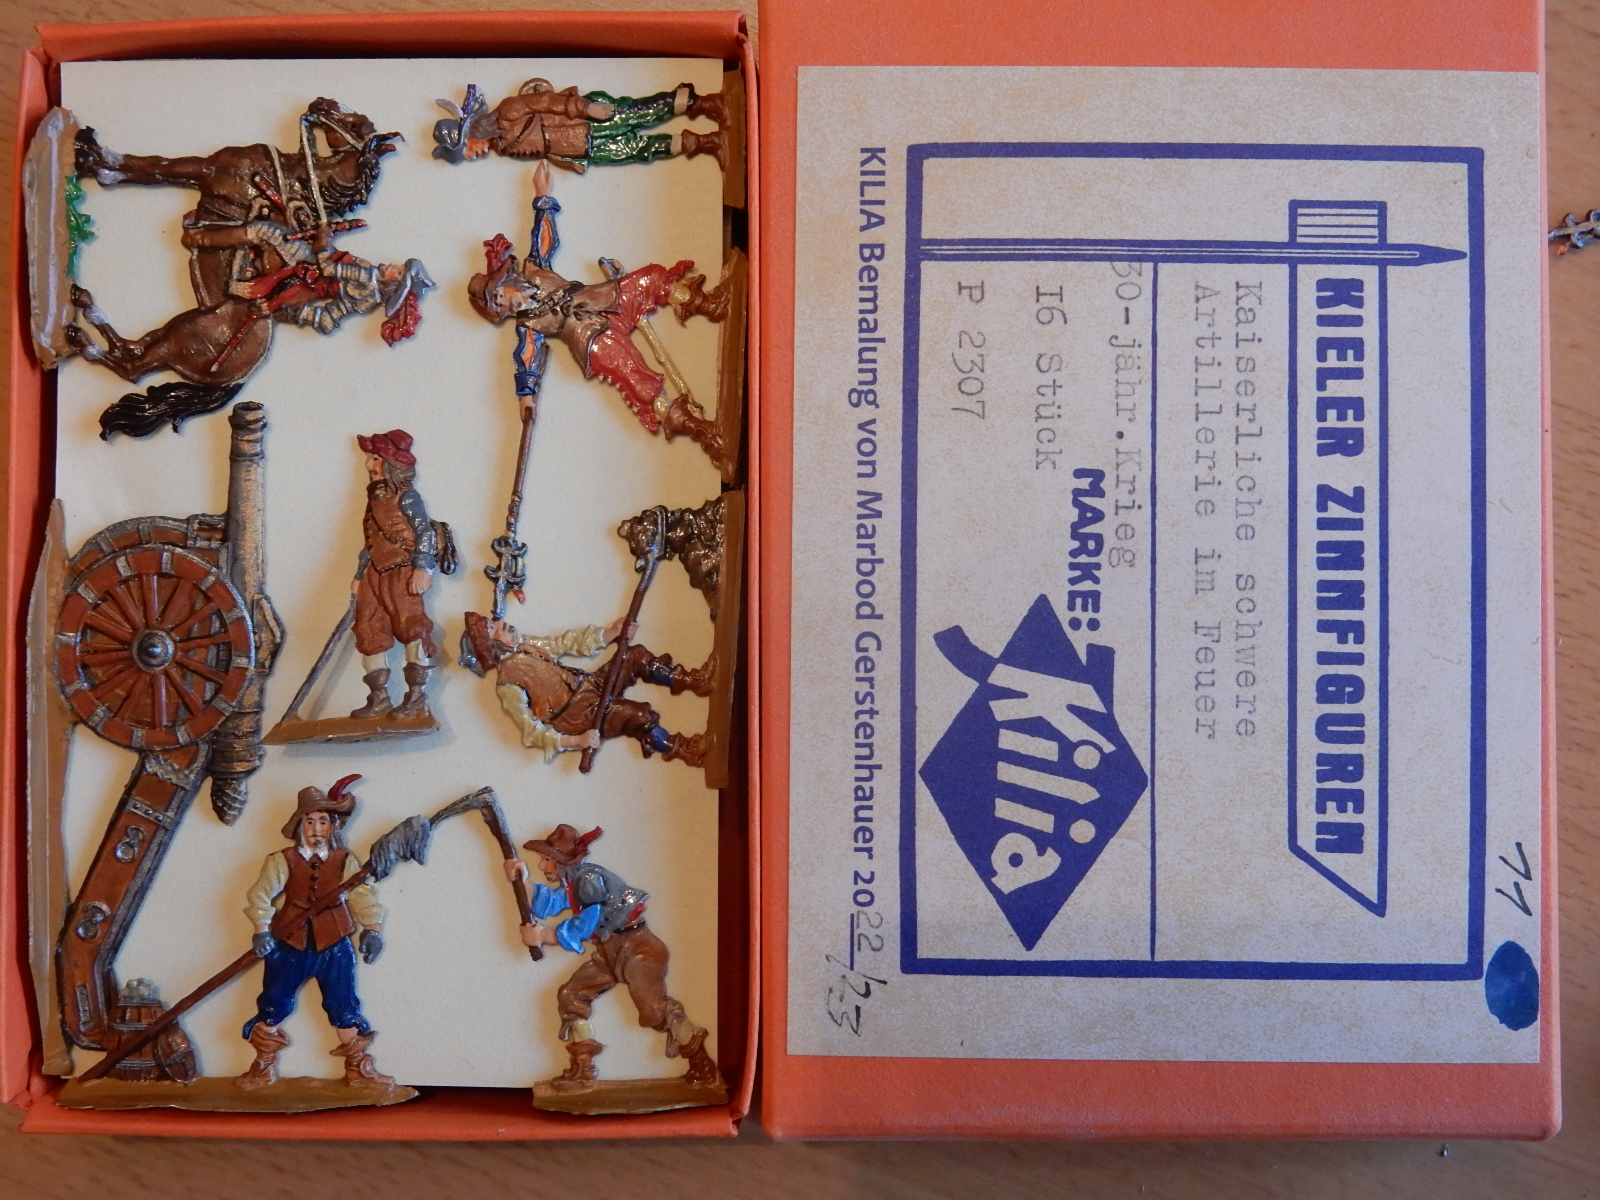 11
KIELER ZINNFIGUREN
Kaiserliche schwere
Artillerie im Feuer
30-jähr.Krieg
MARKE: Kilia
16 Stück
P 2307
KILIA Bemalung von Marbod Gerstenhauer 2022/23